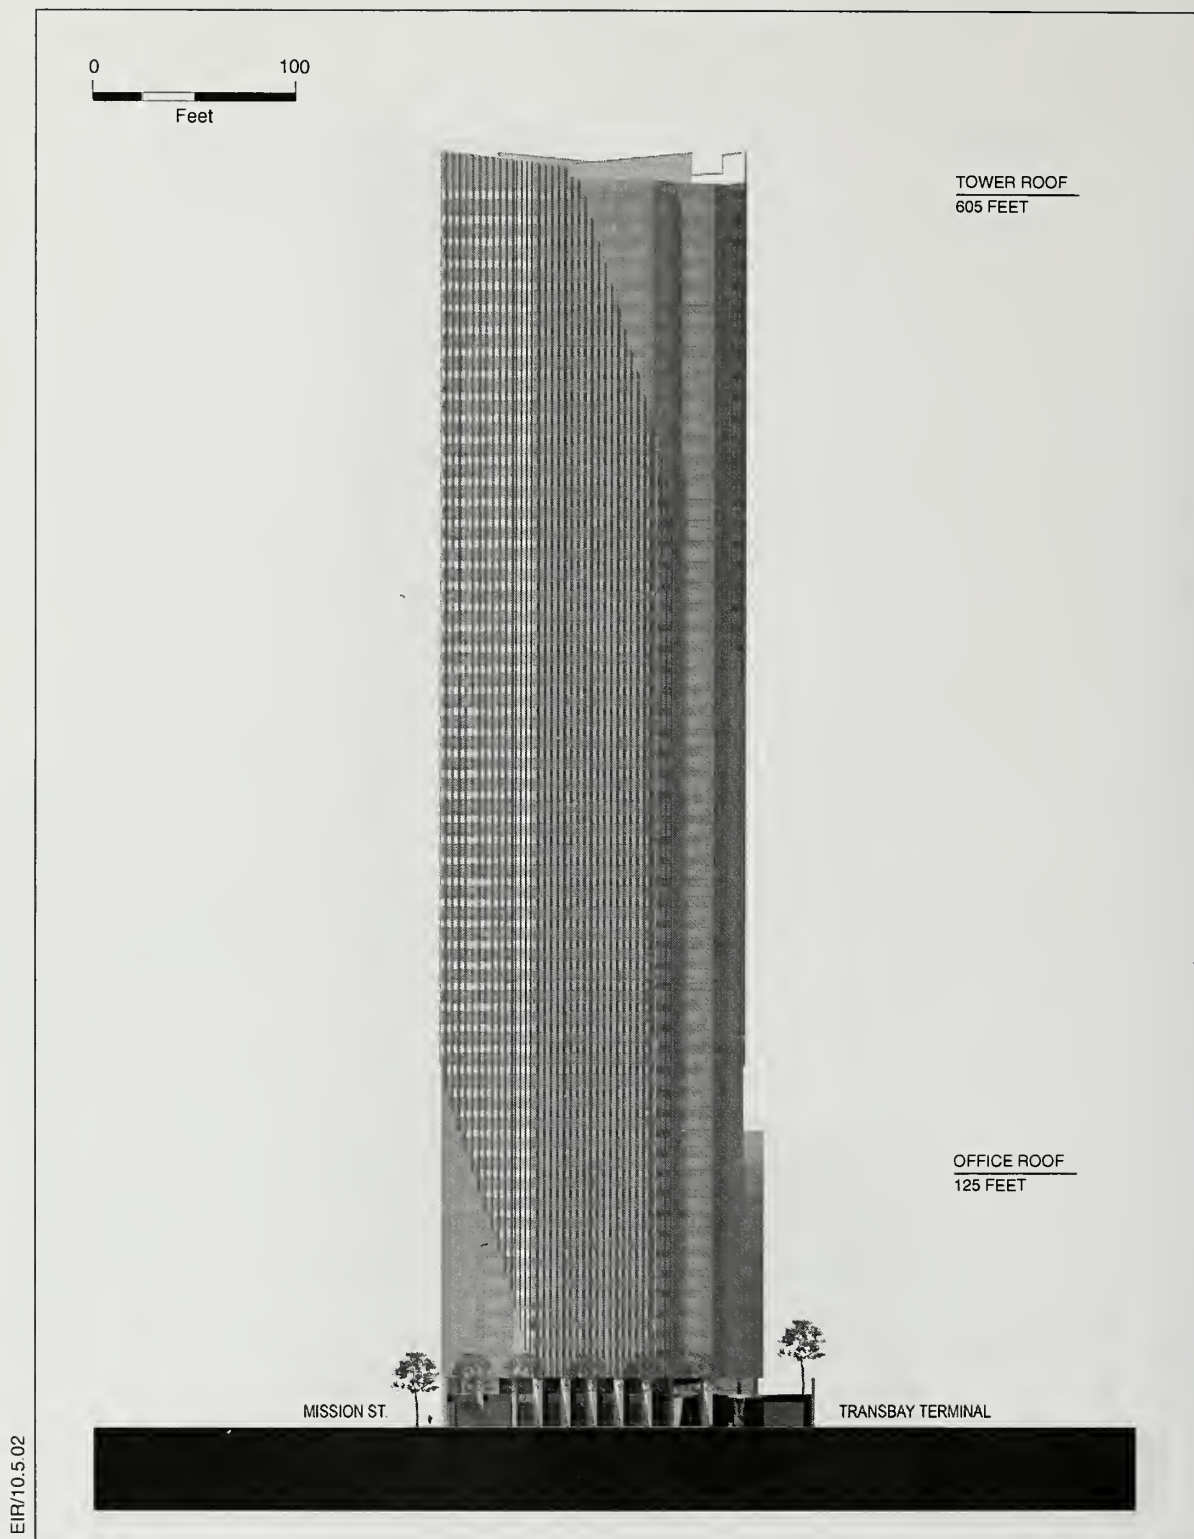 0 100
Feet
TOWER ROOF
605 FEET
OFFICE ROOF
125 FEET
MISSION ST.
TRANSBAY TERMINAL
EIR/10.5.02